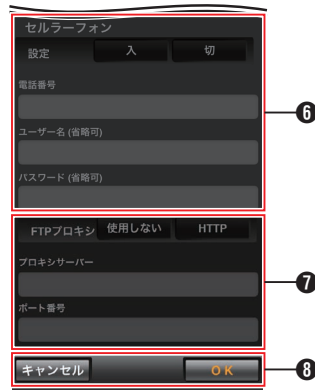 セルラーフォン
設定 入 切
電話番号
ユーザー名 (省略可)
パスワード (省略可)
❻
FTPプロキシ 使用しない HTTP
プロキシサーバー
ポート番号
❼
キャンセル OK
❽